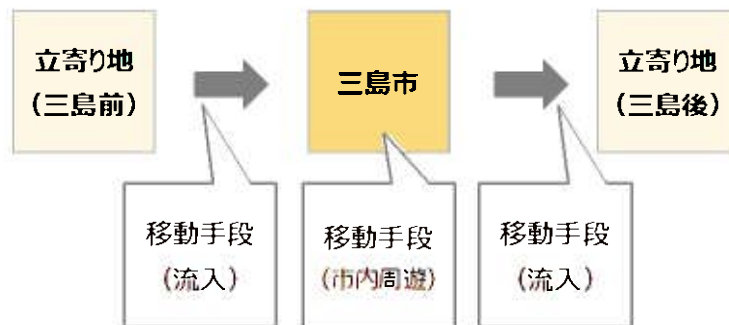 立寄り地
(三島前)
三島市
立寄り地
(三島後)
移動手段
(流入)
移動手段
(市内周遊)
移動手段
(流入)